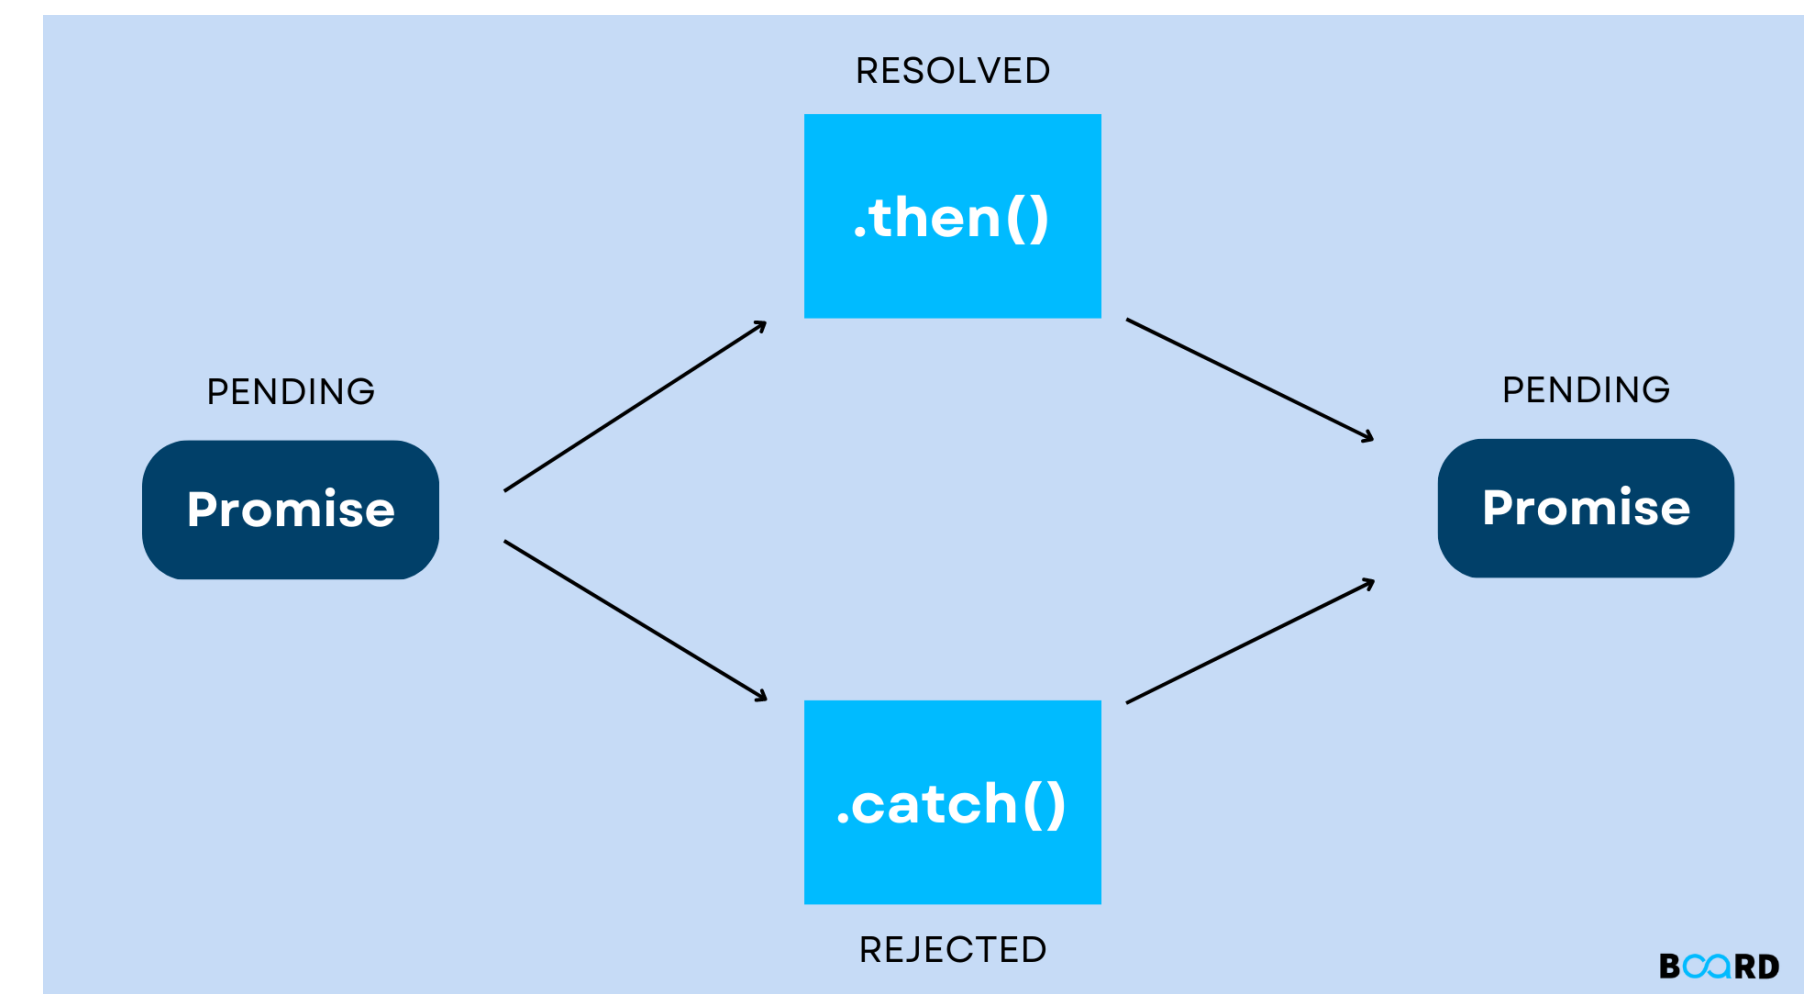 RESOLVED
.then()
PENDING
Promise
PENDING
Promise
.catch()
REJECTED
BOARD